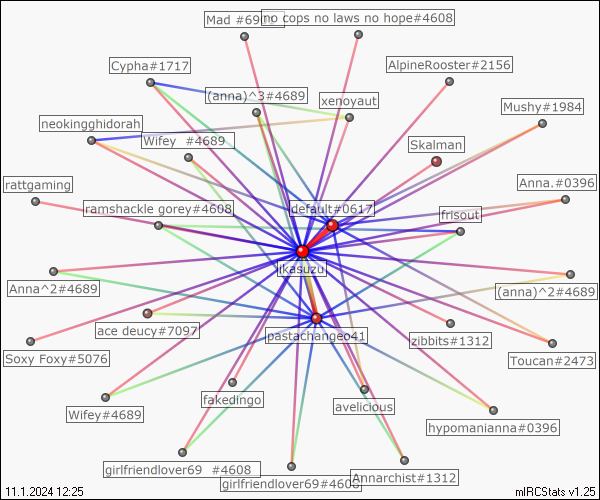 Mad #69
no cops no laws no hope#4608
Cypha#1717
AlpineRooster#2156
(anna)^3#4689
xenoyaut
Mushy#1984
neokingghidorah
Wifey  #4689
Skalman
rattgaming
Anna.#0396
ramshackle gorey#4608
default#0617
frisout
ikasuzu
Anna^2#4689
(anna)^2#4689
ace deucy#7097
pastachangeo41
zibbits#1312
Soxy Foxy#5076
Toucan#2473
fakedingo
avelicious
Wifey#4689
hypomanianna#0396
girlfriendlover69  #4608
Annarchist#1312
girlfriendlover69#4608
11.1.2024 12:25
mIRCStats v1.25